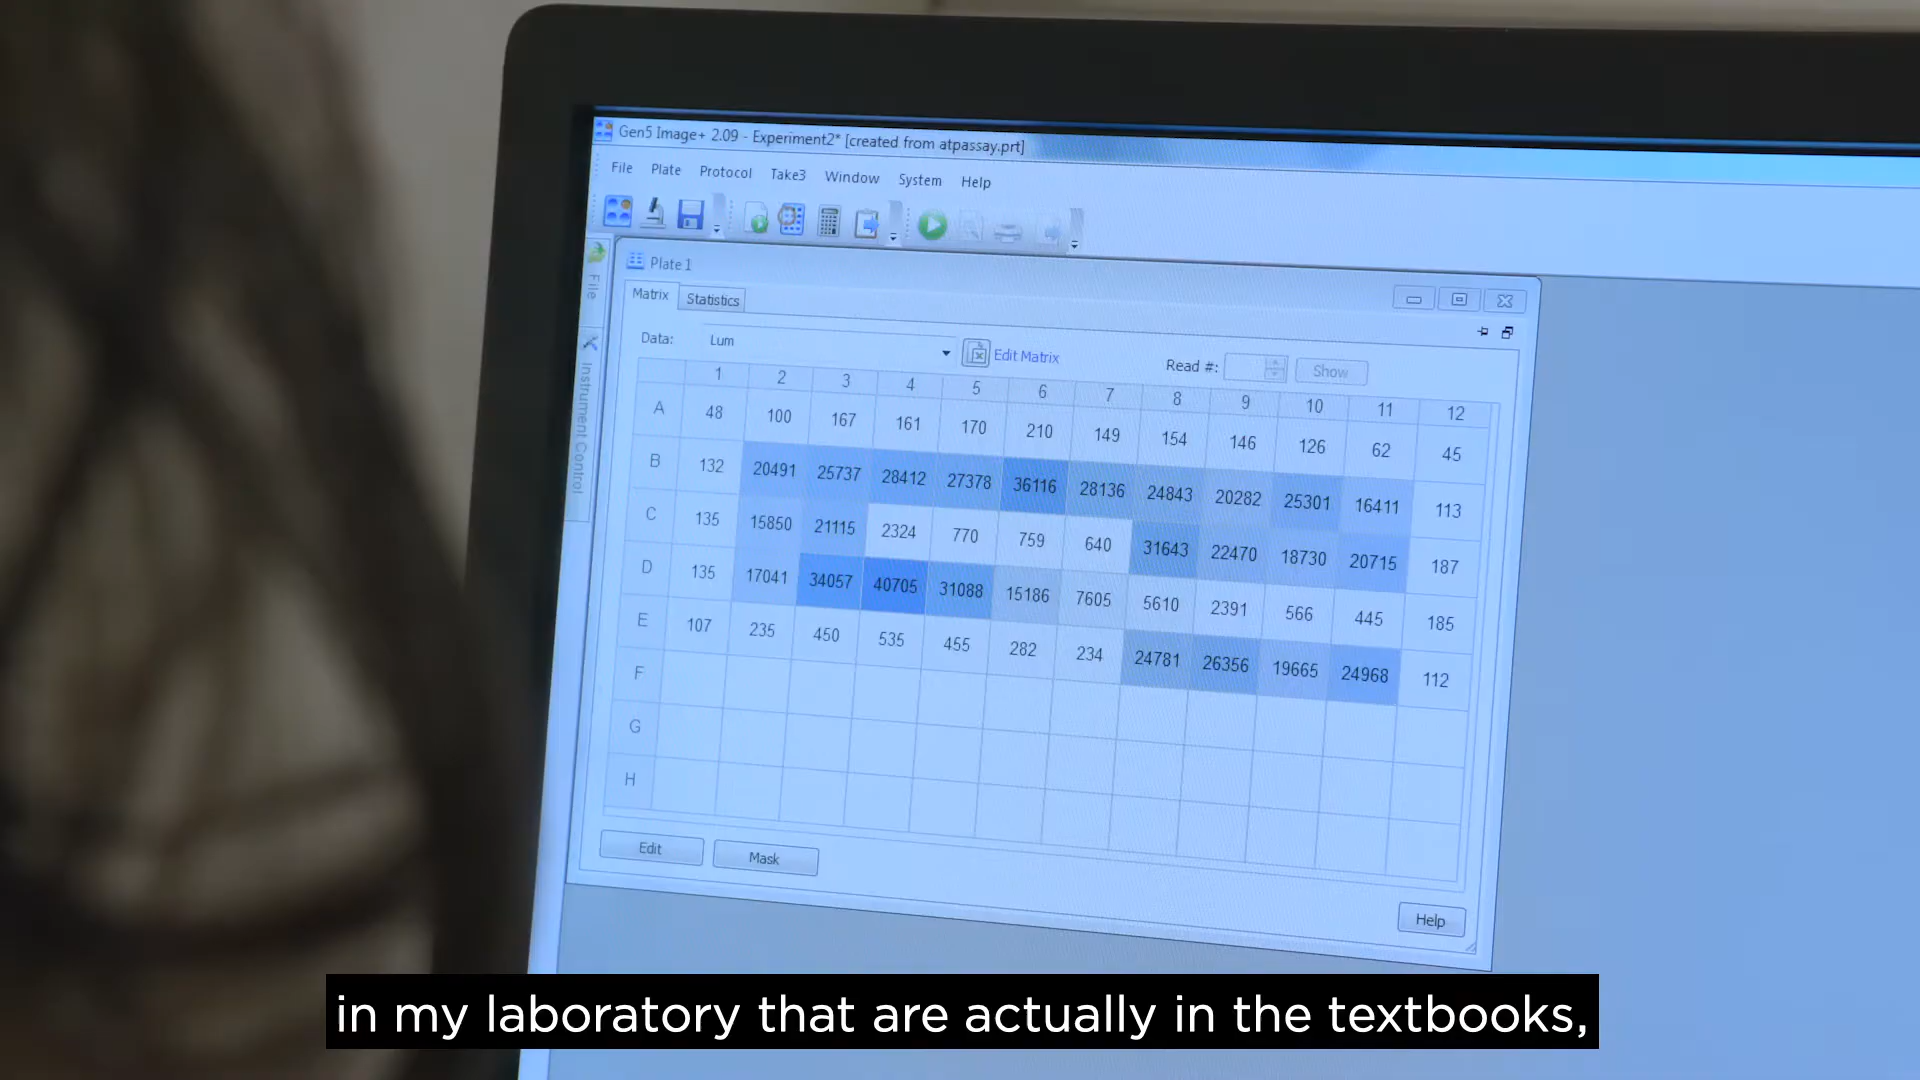 Gen5 Image+ 2.09 - Experiment2* [created from atpassay.prt]
File Plate Protocol Take3 Window System Help
File
Instrument Control
Plate 1
Matrix Statistics
Data: Lum Edit Matrix Read #: Show
1 2 3 4 5 6 7 8 9 10 11 12
A 48 100 167 161 170 210 149 154 146 126 62 45
B 132 20491 25737 28412 27378 36116 28136 24843 20282 25301 16411 113
C 135 15850 21115 2324 770 759 640 31643 22470 18730 20715 187
D 135 17041 34057 40705 31088 15186 7605 5610 2391 566 445 185
E 107 235 450 535 455 282 234 24781 26356 19665 24968 112
F
G
H
Edit Mask
Help
in my laboratory that are actually in the textbooks,